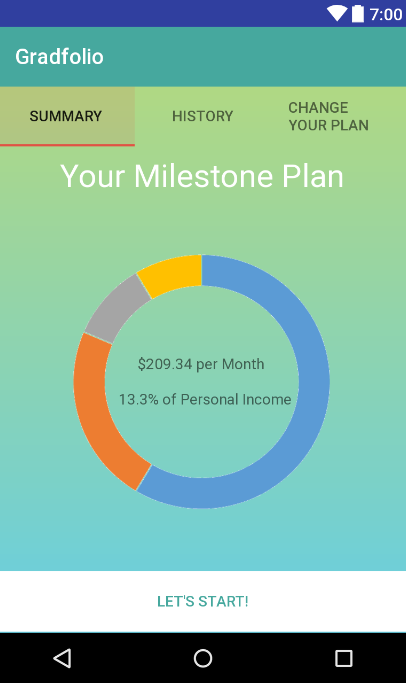 7:00
Gradfolio
SUMMARY
HISTORY
CHANGE
YOUR PLAN
Your Milestone Plan
$209.34 per Month
13.3% of Personal Income
LET'S START!